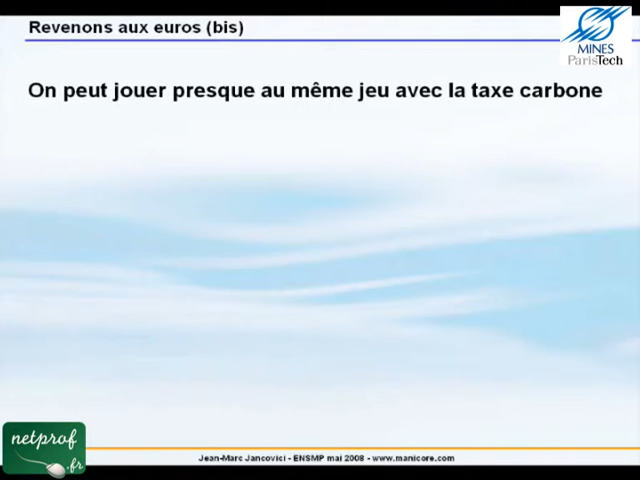 Revenons aux euros (bis)
MINES
ParisTech
On peut jouer presque au même jeu avec la taxe carbone
netprof
.fr
Jean-Marc Jancovici - ENSMP mai 2008 - www.manicore.com